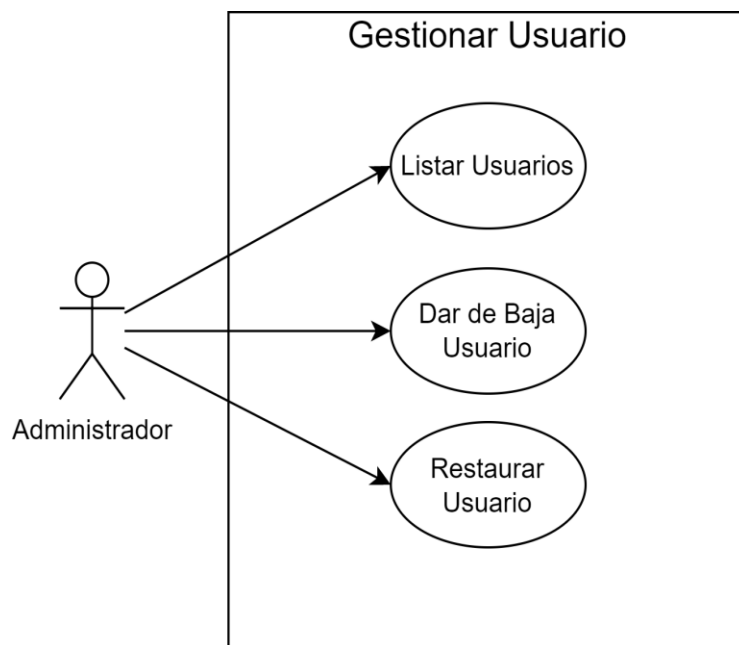 Gestionar Usuario
Listar Usuarios
Dar de Baja
Usuario
Administrador
Restaurar
Usuario